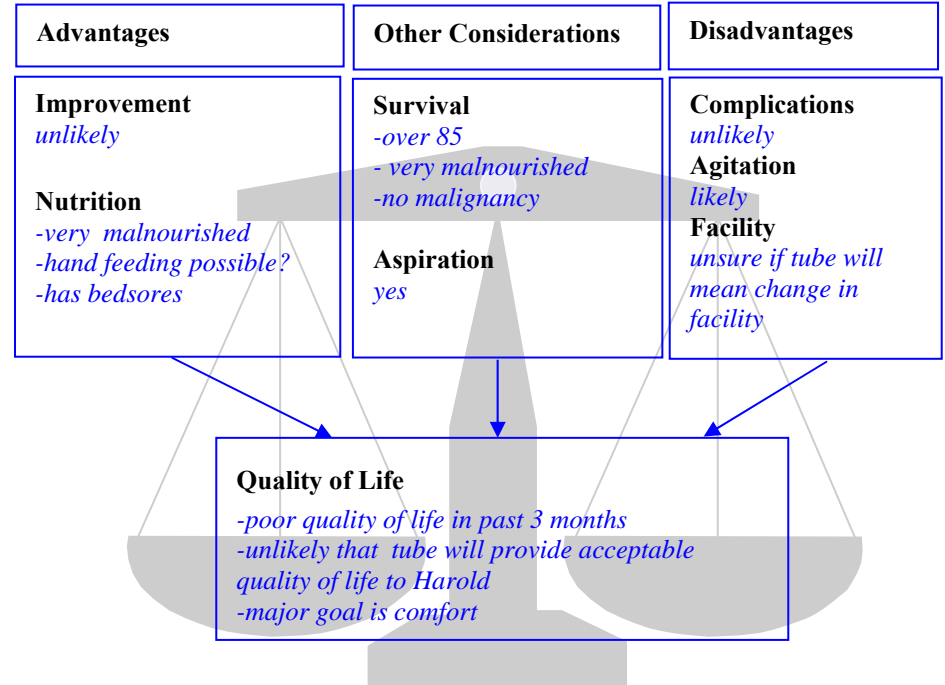 Advantages
Other Considerations
Disadvantages
Improvement
unlikely
Nutrition
-very malnourished
-hand feeding possible?
-has bedsores
Survival
-over 85
- very malnourished
-no malignancy
Aspiration
yes
Complications
unlikely
Agitation
likely
Facility
unsure if tube will
mean change in
facility
Quality of Life
-poor quality of life in past 3 months
-unlikely that tube will provide acceptable
quality of life to Harold
-major goal is comfort